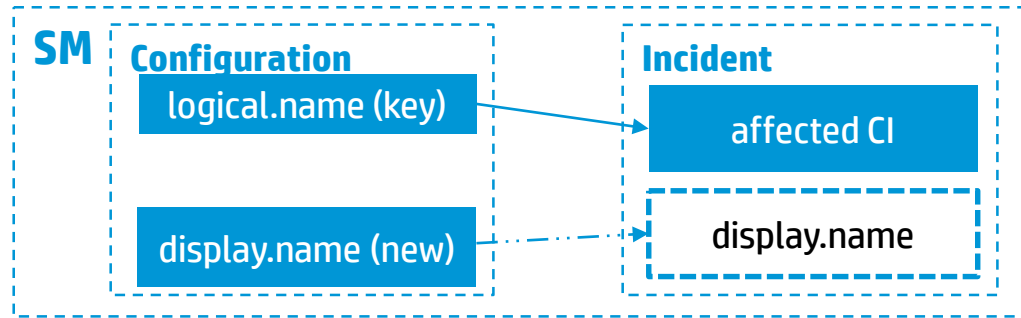 SM
Configuration
logical.name (key)
display.name (new)
Incident
affected CI
display.name